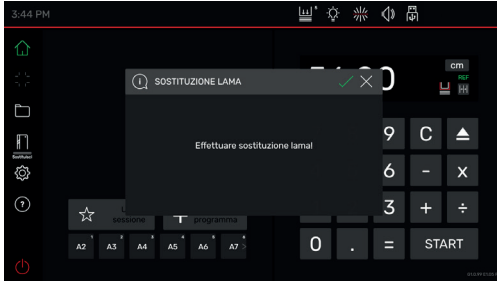 3:44 PM
SOSTITUZIONE LAMA
Effettuare sostituzione lama!
cm
REF
9 C
6 - x
3 + ÷
0 . = START
Sostituisci
sessione
programma
A2 A3 A4 A5 A6 A7